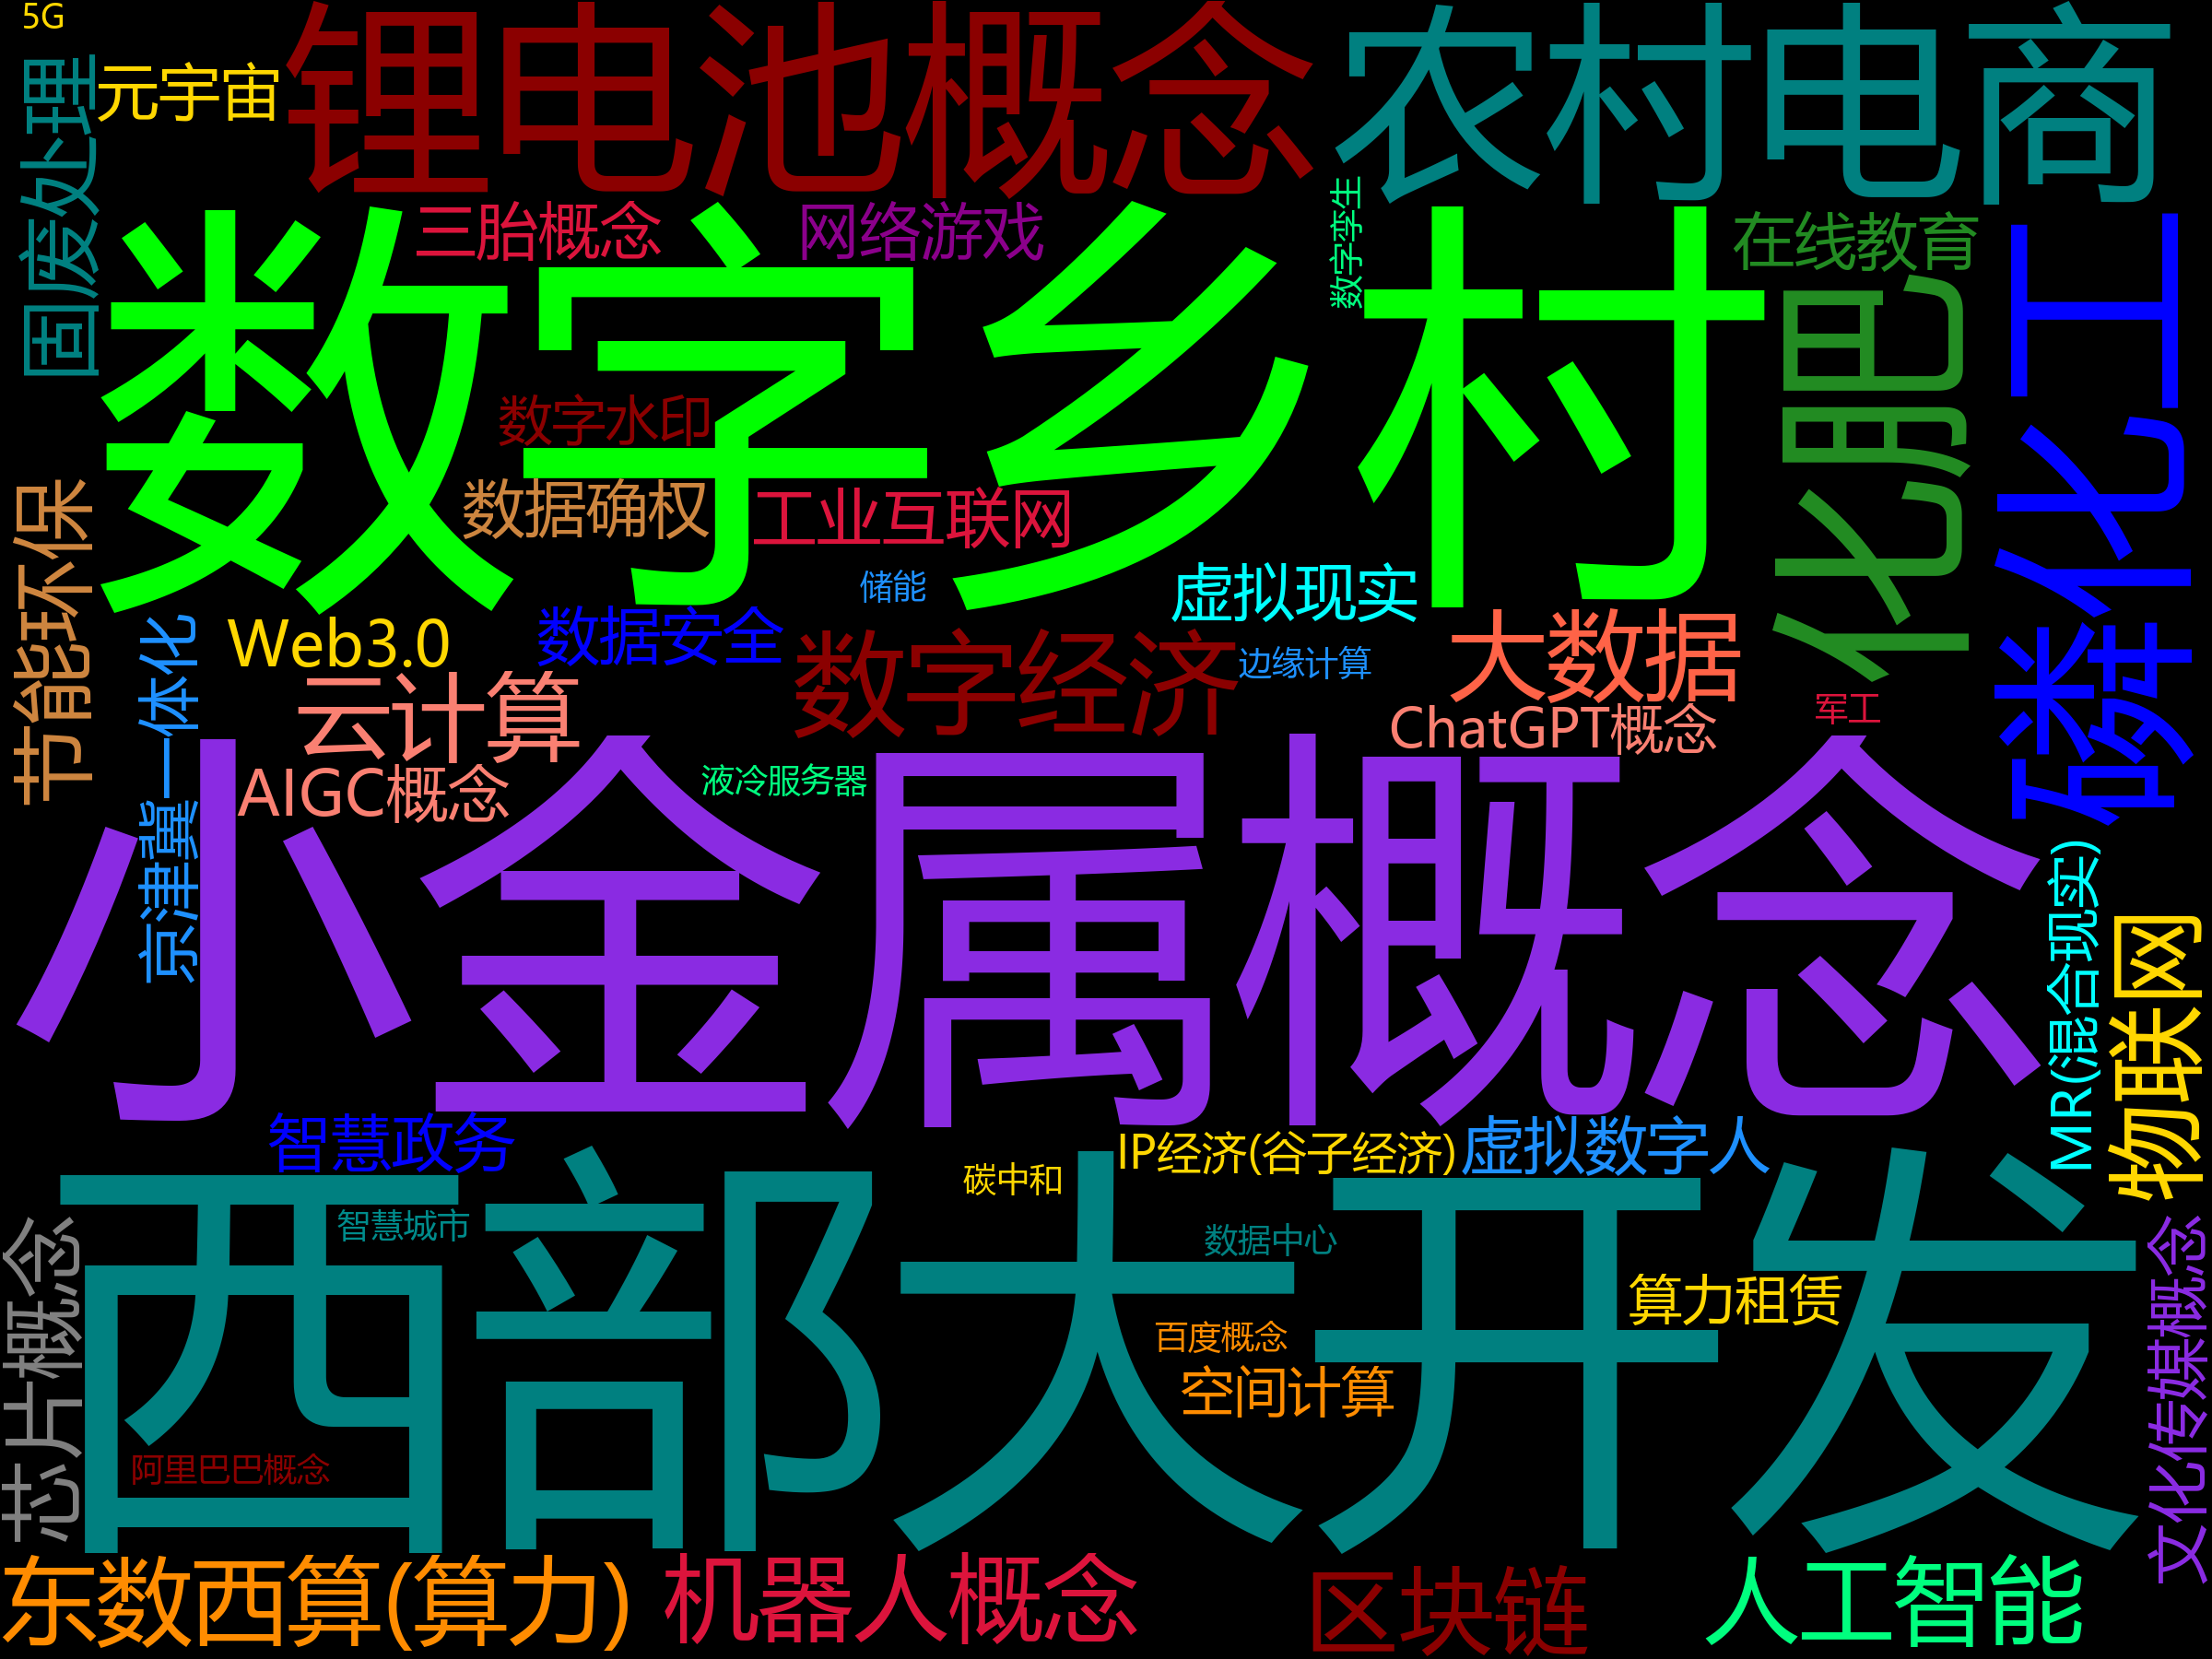 5G
元宇宙
锂电池概念
农村电商
固废处理
三胎概念
网络游戏
数字孪生
在线教育
数字乡村
化肥
磷化工
数字水印
数据确权
工业互联网
节能环保
储能
虚拟现实
京津冀一体化
Web3.0
数据安全
数字经济
边缘计算
大数据
云计算
ChatGPT概念
军工
AIGC概念
液冷服务器
小金属概念
MR(混合现实)
物联网
智慧政务
IP经济(谷子经济)
虚拟数字人
碳中和
西部大开发
智慧城市
数据中心
芯片概念
算力租赁
文化传媒概念
百度概念
空间计算
阿里巴巴概念
东数西算(算力)
机器人概念
区块链
人工智能